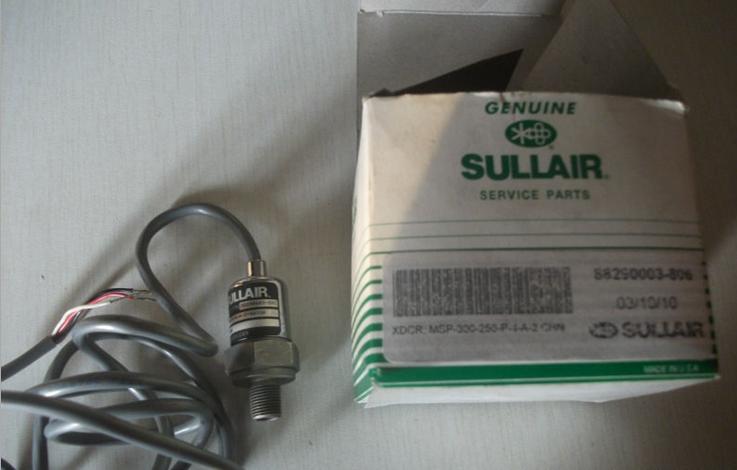 GENUINE
SULLAIR
SERVICE PARTS
88290003-806
03/10/10
XDCR, MSP-300-250-P-4-A-2 CHN
SULLAIR
MADE IN U.S.A
SULLAIR